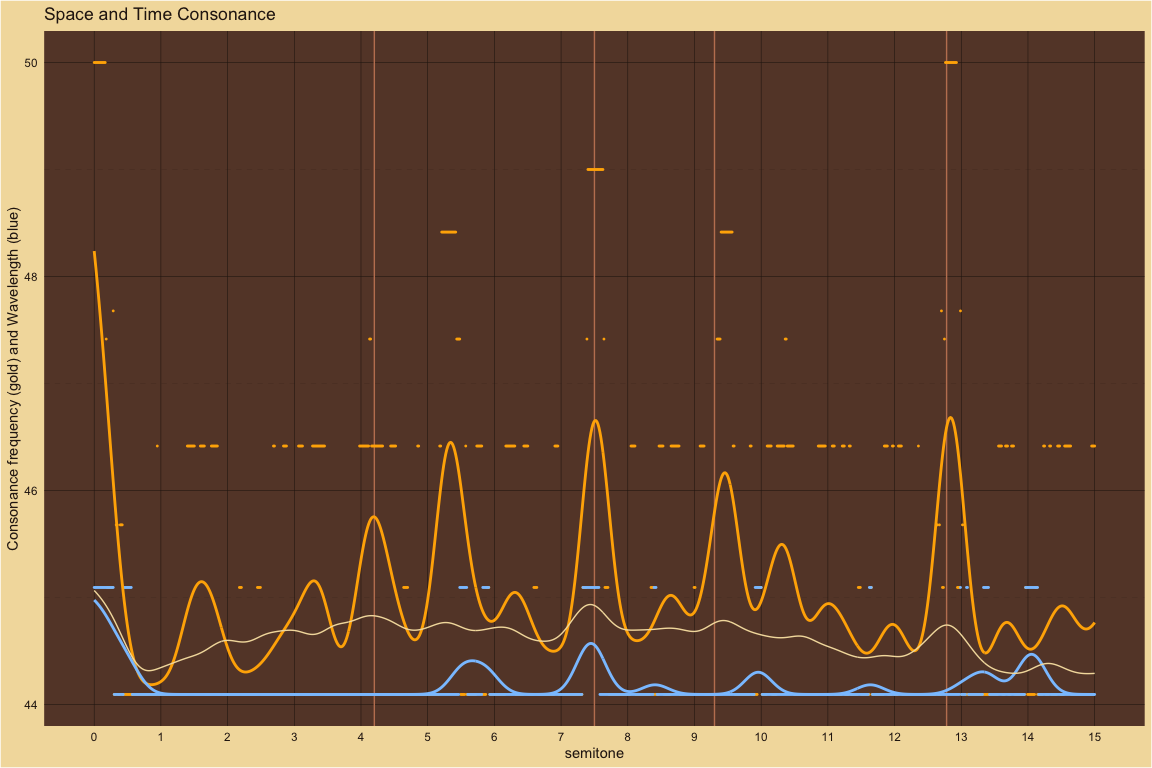 Space and Time Consonance
Consonance frequency (gold) and Wavelength (blue)
50
48
46
44
0 1 2 3 4 5 6 7 8 9 10 11 12 13 14 15
semitone